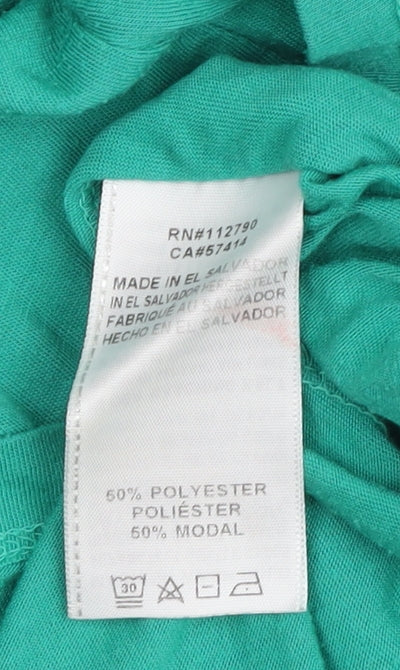 RN#112790
CA#57414
MADE IN EL SALVADOR
IN EL SALVADOR HERGESTELLT
FABRIQUÉ AU SALVADOR
HECHO EN EL SALVADOR
50% POLYESTER
POLIÉSTER
50% MODAL
30